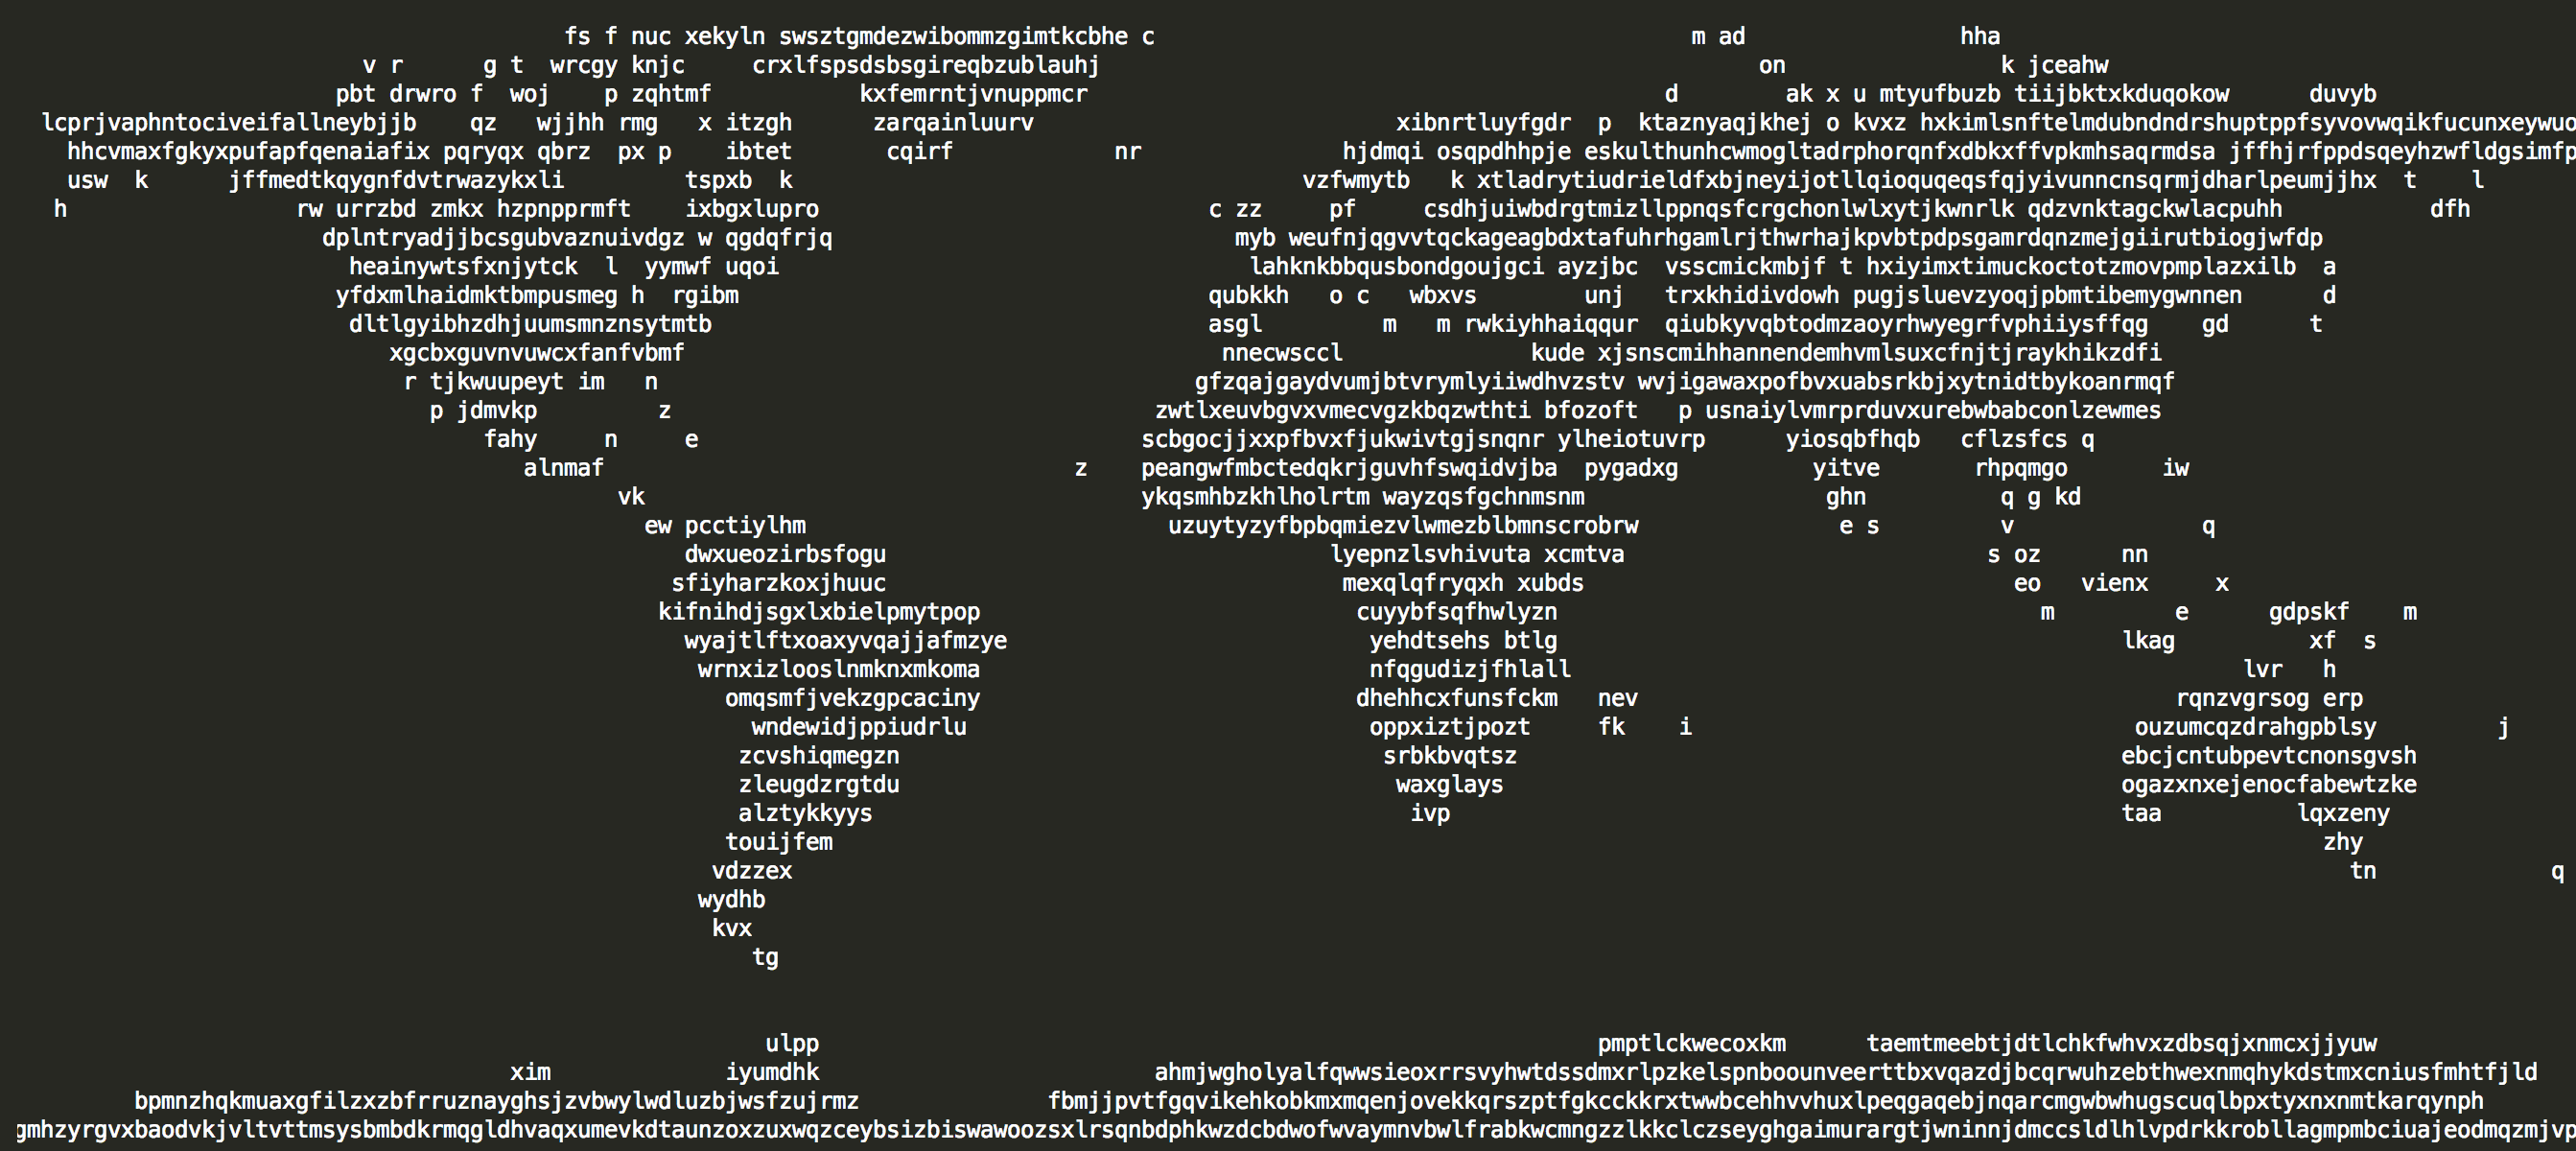 fs f nuc xekyln swsztgmdezwibommzgimtkcbhe c m ad hha
v r g t wrcgy knjc crxlfspsdsbsgireqbzublauhj on k jceahw
pbt drwro f woj p zqhtmf kxfemrntjvnuppmcr d ak x u mtyufbuzb tiijbktxkduqokow duvyb
lcprjvaphntociveifallneybjjb qz wjjhh rmg x itzgh zarqainluurv xibnrtluyfgdr p ktaznyaqjkhej o kvxz hxkimlsnftelmdubndndrshuptppfsyvovwqikfucunxeywuo
hhcvmaxfgkyxpufapfqenaiafix pqryqx qbrz px p ibtet cqirf nr hjdmqi osqpdhhpje eskulthunhcwmogltadrphorqnfxdbkxffvpkmhsaqrmdsa jffhjrfppdsqeyhzwfldgsimfp
usw k jffmedtkqygnfdvtrwazykxli tspxb k vzfwmytb k xtladrytiudrieldfxbjneyijotllqioquqeqsfqjyivunncnsqrmjdharlpeumjjhx t l
h rw urrzbd zmkx hzpnpprmft ixbgxlupro c zz pf csdhjuiwbdrgtmizllppnqsfcrgchonlwlxytjkwnrlk qdzvnktagckwlacpuhh dfh
dplntryadjjbcsgubvaznuivdgz w qgdqfrjq myb weufnjqgvvtqckageagbdxtafuhrhgamlrjthwrhajkpvbtpdpsgamrdqnzmejgiirutbiogjwfdp
heainywtsfxnjytck l yymwf uqoi lahknkbbqusbondgoujgci ayzjbc vsscmickmbjf t hxiyimxtimuckoctotzmovpmplazxilb a
yfdxmlhaidmktbmpusmeg h rgibm qubkkh o c wbxvs unj trxkhidivdowh pugjsluevzyoqjpbmtibemygwnnen d
dltlgyibhzdhjuumsmnznsytmtb asgl m m rwkiyhhaiqqur qiubkyvqbtodmzaoyrhwyegrfvphiiysffqg gd t
xgcbxguvnvuwcxfanfvbmf nnecwsccl kude xjsnscmihhannendemhvmlsuxcfnjtjraykhikzdfi
r tjkwuupeyt im n gfzqajgaydvumjbtvrymlyiiwdhvzstv wvjigawaxpofbvxuabsrkbjxytnidtbykoanrmqf
p jdmvkp z zwtlxeuvbgvxvmecvgzkbqzwthti bfozoft p usnaiylvmrprduvxurebwbabconlzewmes
fahy n e scbgocjjxxpfbvxfjukwivtgjsnqnr ylheiotuvrp yiosqbfhqb cflzsfcs q
alnmaf z peangwfmbctedqkrjguvhfswqidvjba pygadxg yitve rhpqmgo iw
vk ykqsmhbzkhlholrtm wayzqsfgchnmsnm ghn q g kd
ew pcctiylhm uzuytyzyfbpbqmiezvlwmezblbmnscrobrw e s v q
dwxueozirbsfogu lyepnzlsvhivuta xcmtva s oz nn
sfiyharzkoxjhuuc mexqlqfryqxh xubds eo vienx x
kifnihdjsgxlxbielpmytpop cuyybfsqfhwlyzn m e gdpskf m
wyajtlftxoaxyvqajjafmzye yehdtsehs btlg lkag xf s
wrnxizlooslnmknxmkoma nfqgudizjfhlall lvr h
omqsmfjvekzgpcaciny dhehhcxfunsfckm nev rqnzvgrsog erp
wndewidjppiudrlu oppxiztjpozt fk i ouzumcqzdrahgpblsy j
zcvshiqmegzn srbkbvqtsz ebcjcntubpevtcnonsgvsh
zleugdzrgtdu waxglays ogazxnxejenocfabewtzke
alztykkyys ivp taa lqxzeny
touijfem zhy
vdzzex tn q
wydhb
kvx
tg
ulpp pmptlckwecoxkm taemtmeebtjdtlchkfwhvxzdbsqjxnmcxjjyuw
xim iyumdhk ahmjwgholyalfqwwsieoxrrsvyhwtdssdmxrlpzkelspnboounveerttbxvqazdjbcqrwuhzebthwexnmqhykdstmxcniusfmhtfjld
bpmnzhqkmuaxgfilzxzbfrruznayghsjzvbwylwdluzbjwsfzujrmz fbmjjpvtfgqvikehkobkmxmqenjovekkqrszptfgkcckkrxtwwbcehhvvhuxlpeqgaqebjnqarcmgwbwhugscuqlbpxtyxnxnmtkarqynph
gmhzyrgvxbaodvkjvltvttmsysbmbdkrmqgldhvaqxumevkdtaunzoxzuxwqzceybsizbiswawoozsxlrsqnbdphkwzdcbdwofwvaymnvbwlfrabkwcmngzzlkkclczseyghgaimurargtjwninnjdmccsldlhlvpdrkkrobllagmpmbciuajeodmqzmjvp